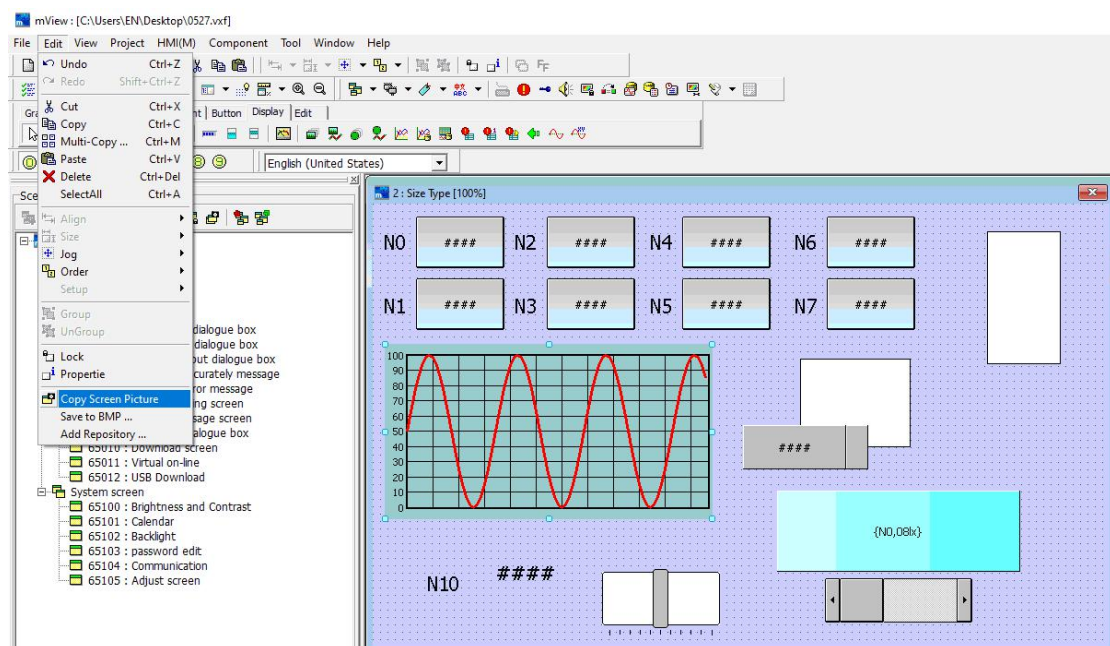 mView : [C:\Users\EN\Desktop\0527.vxf]
File Edit View Project HMI(M) Component Tool Window Help
Undo Ctrl+Z
Redo Shift+Ctrl+Z
Cut Ctrl+X
Copy Ctrl+C
Multi-Copy ... Ctrl+M
Paste Ctrl+V
Delete Ctrl+Del
SelectAll Ctrl+A
Align
Size
Jog
Order
Setup
Group
UnGroup
Lock
Propertie
Copy Screen Picture
Save to BMP ...
Add Repository ...
Button Display Edit
English (United States)
dialogue box
dialogue box
dialogue box
message
message
screen
screen
box
65010 : Download screen
65011 : Virtual on-line
65012 : USB Download
System screen
65100 : Brightness and Contrast
65101 : Calendar
65102 : Backlight
65103 : password edit
65104 : Communication
65105 : Adjust screen
2 : Size Type [100%]
N0 #### N2 #### N4 #### N6 ####
N1 #### N3 #### N5 #### N7 ####
100
90
80
70
60
50
40
30
20
10
0
####
{N0,08lx}
N10 ####